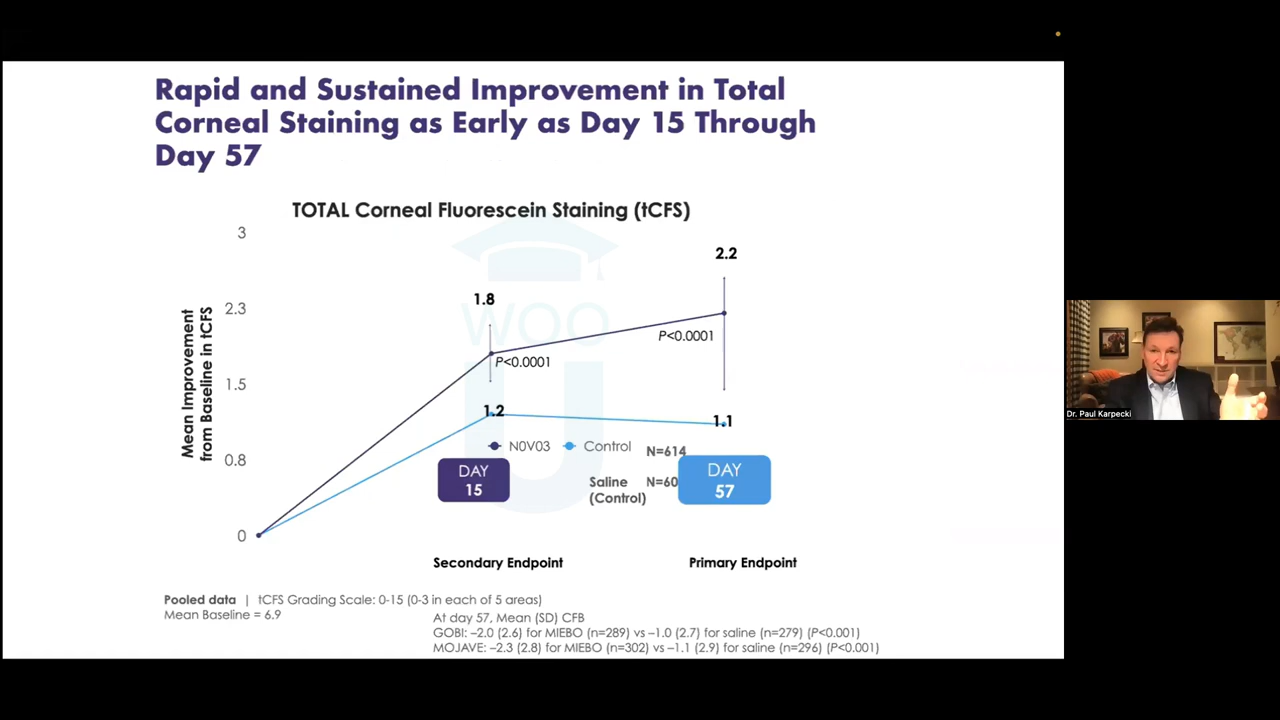 Rapid and Sustained Improvement in Total
Corneal Staining as Early as Day 15 Through
Day 57
TOTAL Corneal Fluorescein Staining (tCFS)
Mean Improvement
from Baseline in tCFS
3
2.3
1.5
0.8
0
1.8
P<0.0001
1.2
2.2
P<0.0001
1.1
WOO
U
N0V03
Control
N=614
Saline
(Control)
N=60
DAY
15
DAY
57
Secondary Endpoint
Primary Endpoint
Pooled data | tCFS Grading Scale: 0-15 (0-3 in each of 5 areas)
Mean Baseline = 6.9
At day 57, Mean (SD) CFB
GOBI: –2.0 (2.6) for MIEBO (n=289) vs –1.0 (2.7) for saline (n=279) (P<0.001)
MOJAVE: –2.3 (2.8) for MIEBO (n=302) vs –1.1 (2.9) for saline (n=296) (P<0.001)
Dr. Paul Karpecki